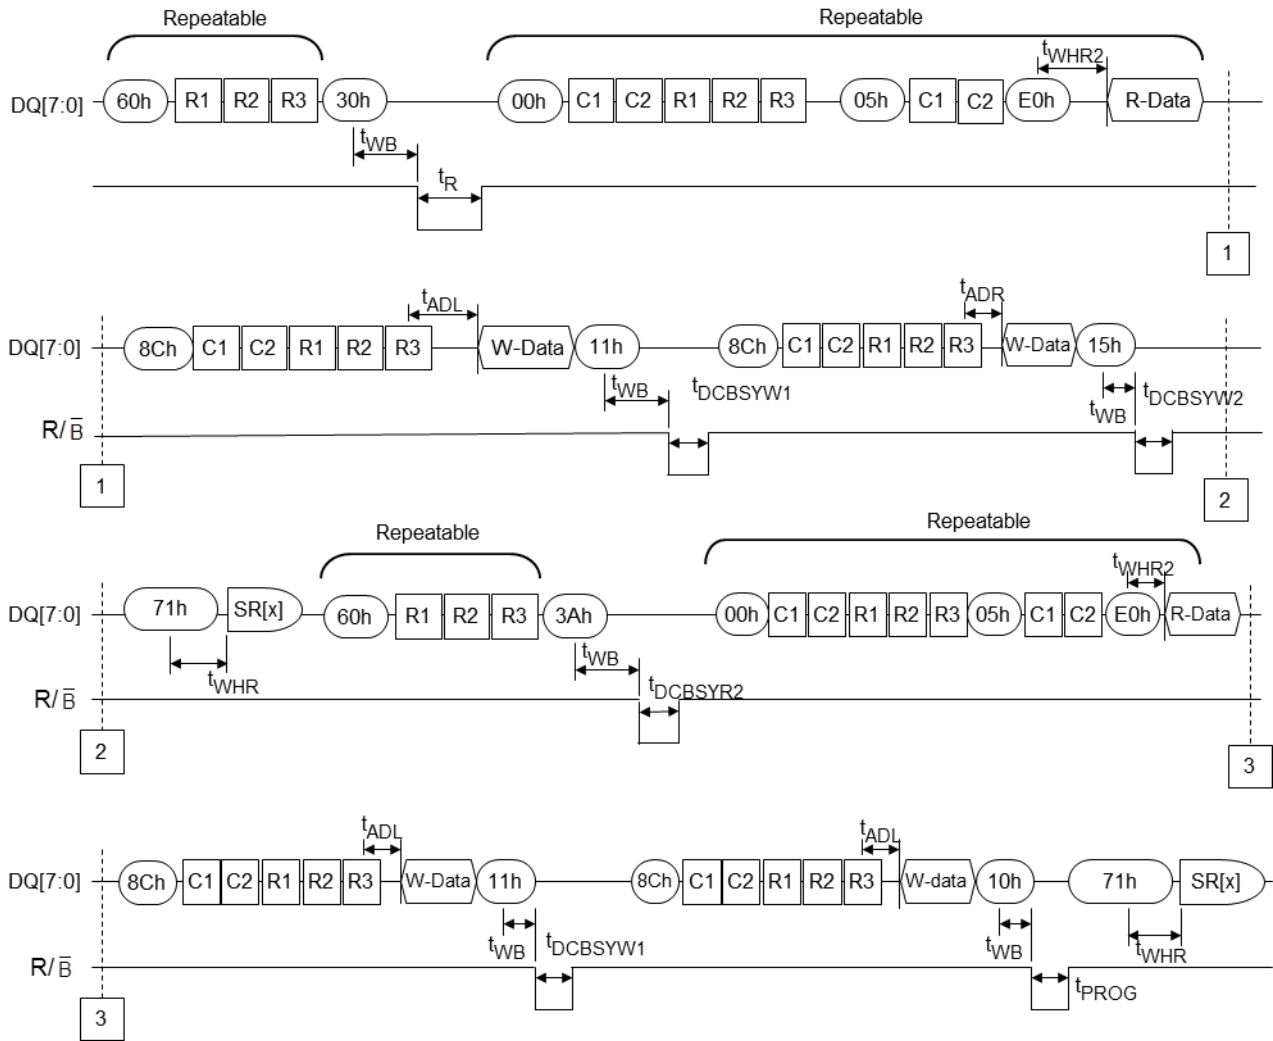 Repeatable Repeatable
tWHR2
DQ[7:0] 60h R1 R2 R3 30h 00h C1 C2 R1 R2 R3 05h C1 C2 E0h R-Data
tWB
tR
1
tADL tADR
DQ[7:0] 8Ch C1 C2 R1 R2 R3 W-Data 11h 8Ch C1 C2 R1 R2 R3 W-Data 15h
tWB tDCBSYW1 tWB tDCBSYW2
R/B̅
1 2
Repeatable Repeatable
tWHR2
DQ[7:0] 71h SR[x] 60h R1 R2 R3 3Ah 00h C1 C2 R1 R2 R3 05h C1 C2 E0h R-Data
tWHR tWB
R/B̅ tDCBSYR2
2 3
tADL tADL
DQ[7:0] 8Ch C1 C2 R1 R2 R3 W-Data 11h 8Ch C1 C2 R1 R2 R3 W-data 10h 71h SR[x]
tWB tDCBSYW1 tWB tWHR
R/B̅ tPROG
3